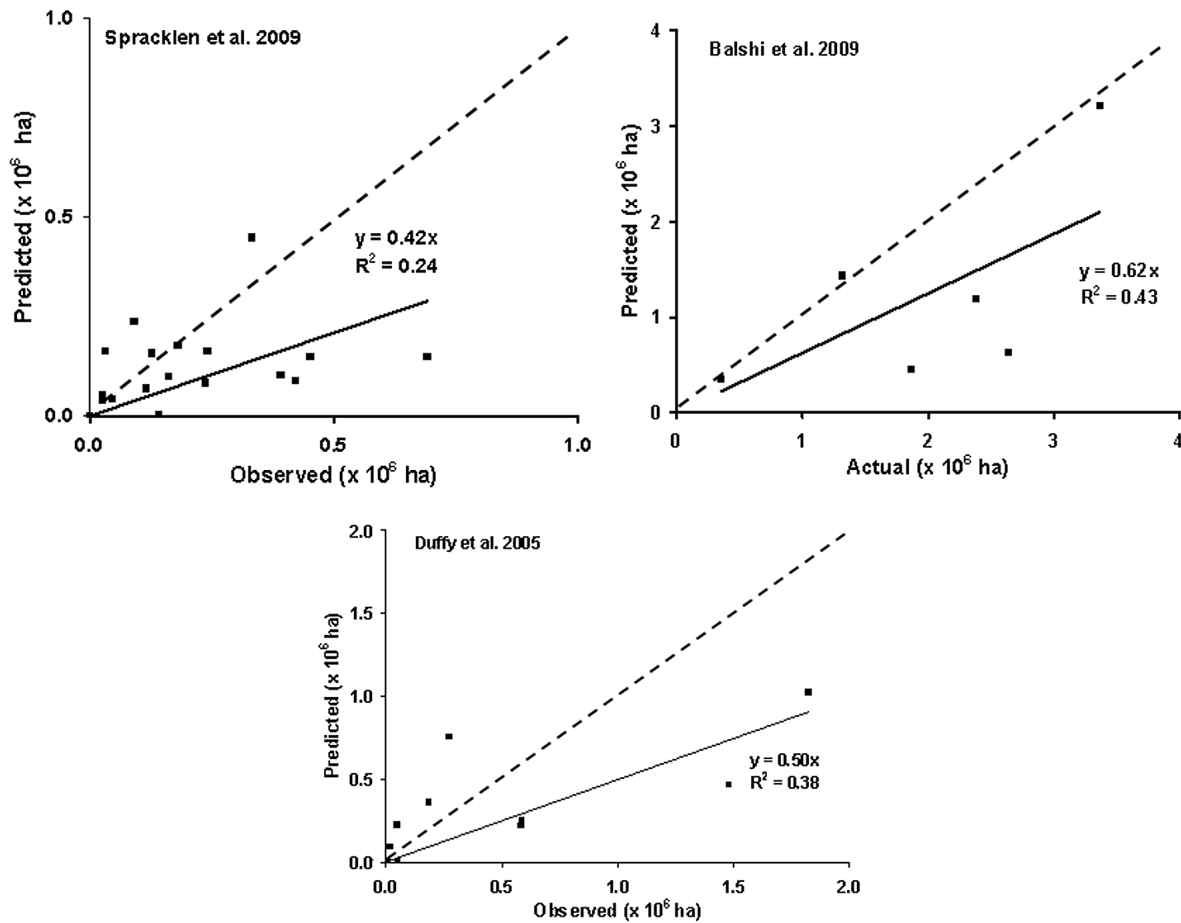 Spracklen et al. 2009
1.0
0.5
0.0
Predicted (x 10⁶ ha)
y = 0.42x
R² = 0.24
0.0 0.5 1.0
Observed (x 10⁶ ha)
Balshi et al. 2009
4
3
2
1
0
Predicted (x 10⁶ ha)
y = 0.62x
R² = 0.43
0 1 2 3 4
Actual (x 10⁶ ha)
Duffy et al. 2005
2.0
1.5
1.0
0.5
0.0
Predicted (x 10⁶ ha)
y = 0.50x
R² = 0.38
0.0 0.5 1.0 1.5 2.0
Observed (x 10⁶ ha)